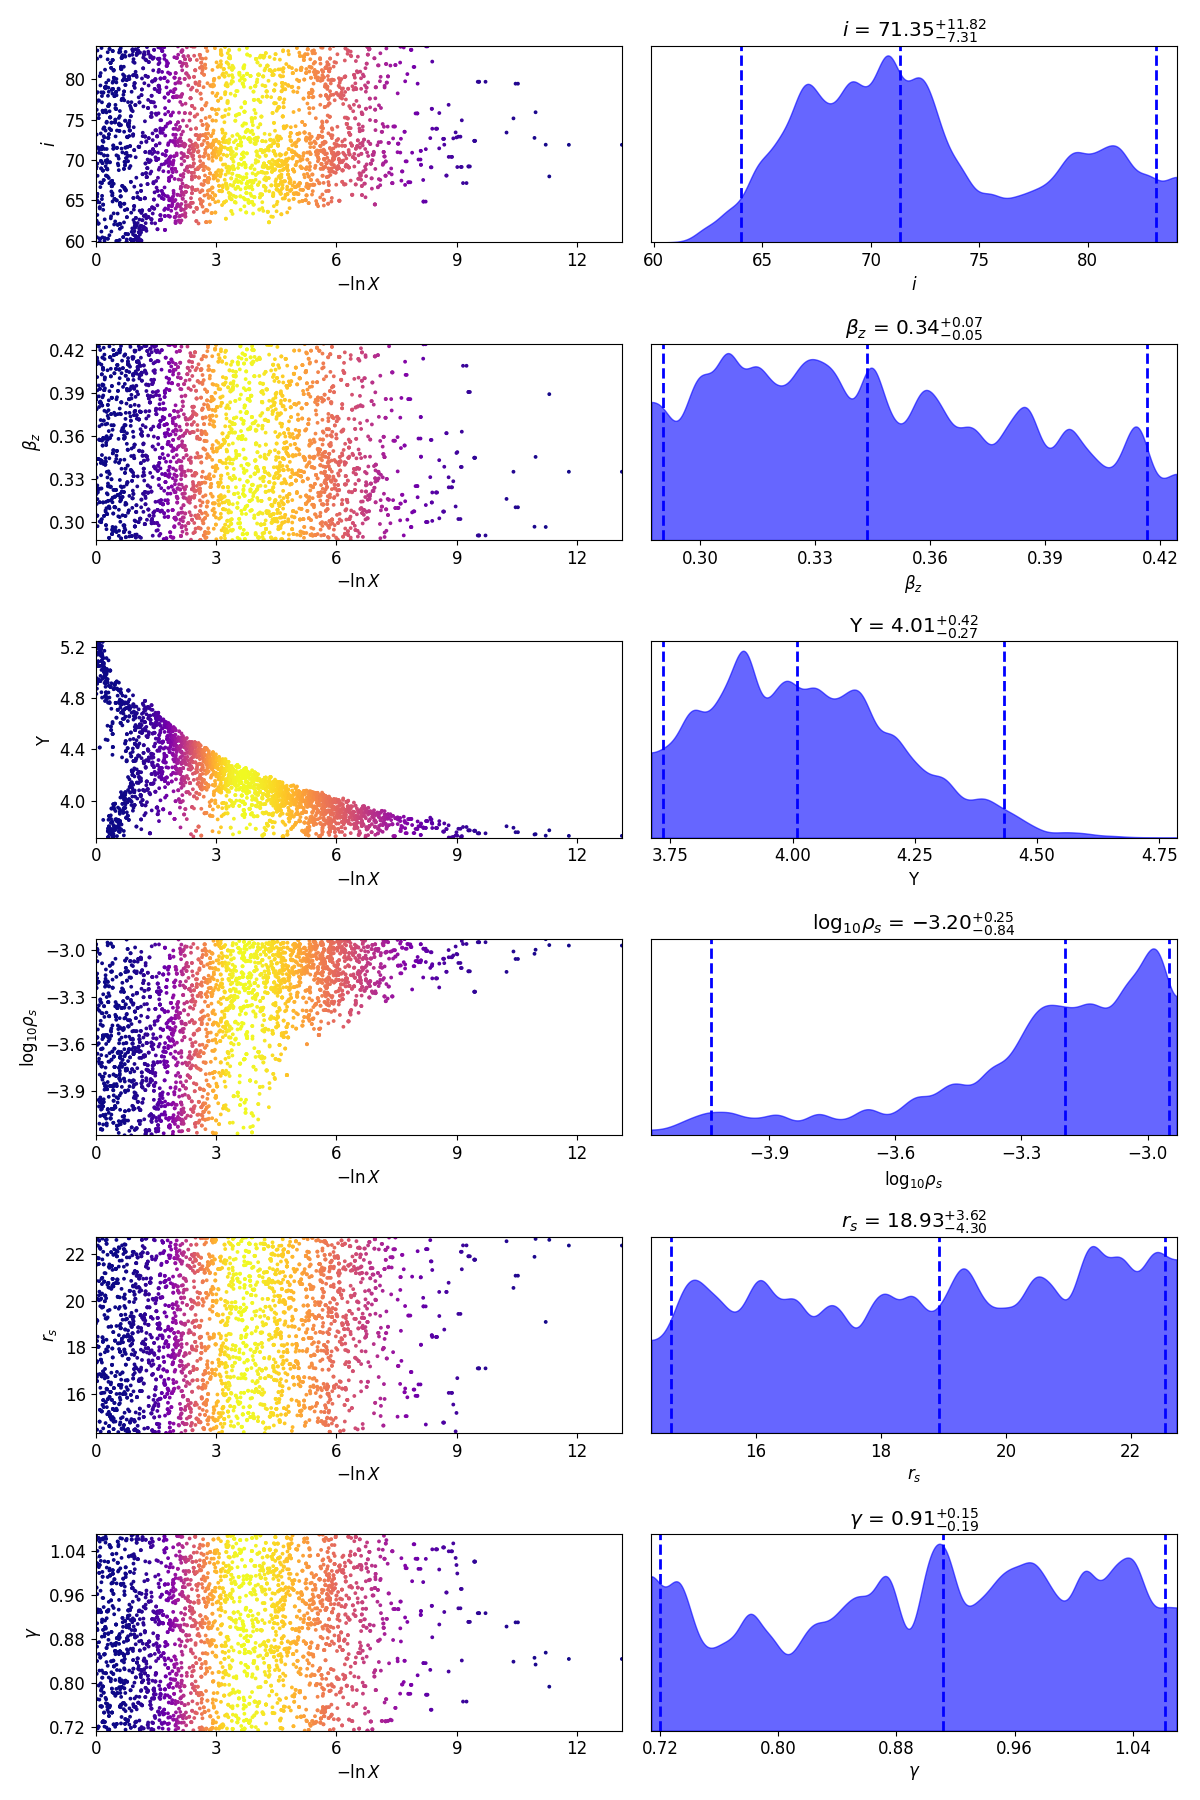 i = 71.35+11.82−7.31
80
75
70
65
60
i
0 3 6 9 12
−ln X
60 65 70 75 80
i
βz = 0.34+0.07−0.05
0.42
0.39
0.36
0.33
0.30
βz
0 3 6 9 12
−ln X
0.30 0.33 0.36 0.39 0.42
βz
Y = 4.01+0.42−0.27
5.2
4.8
4.4
4.0
Y
0 3 6 9 12
−ln X
3.75 4.00 4.25 4.50 4.75
Y
log10ρs = −3.20+0.25−0.84
−3.0
−3.3
−3.6
−3.9
log10ρs
0 3 6 9 12
−ln X
−3.9 −3.6 −3.3 −3.0
log10ρs
rs = 18.93+3.62−4.30
22
20
18
16
rs
0 3 6 9 12
−ln X
16 18 20 22
rs
γ = 0.91+0.15−0.19
1.04
0.96
0.88
0.80
0.72
γ
0 3 6 9 12
−ln X
0.72 0.80 0.88 0.96 1.04
γ